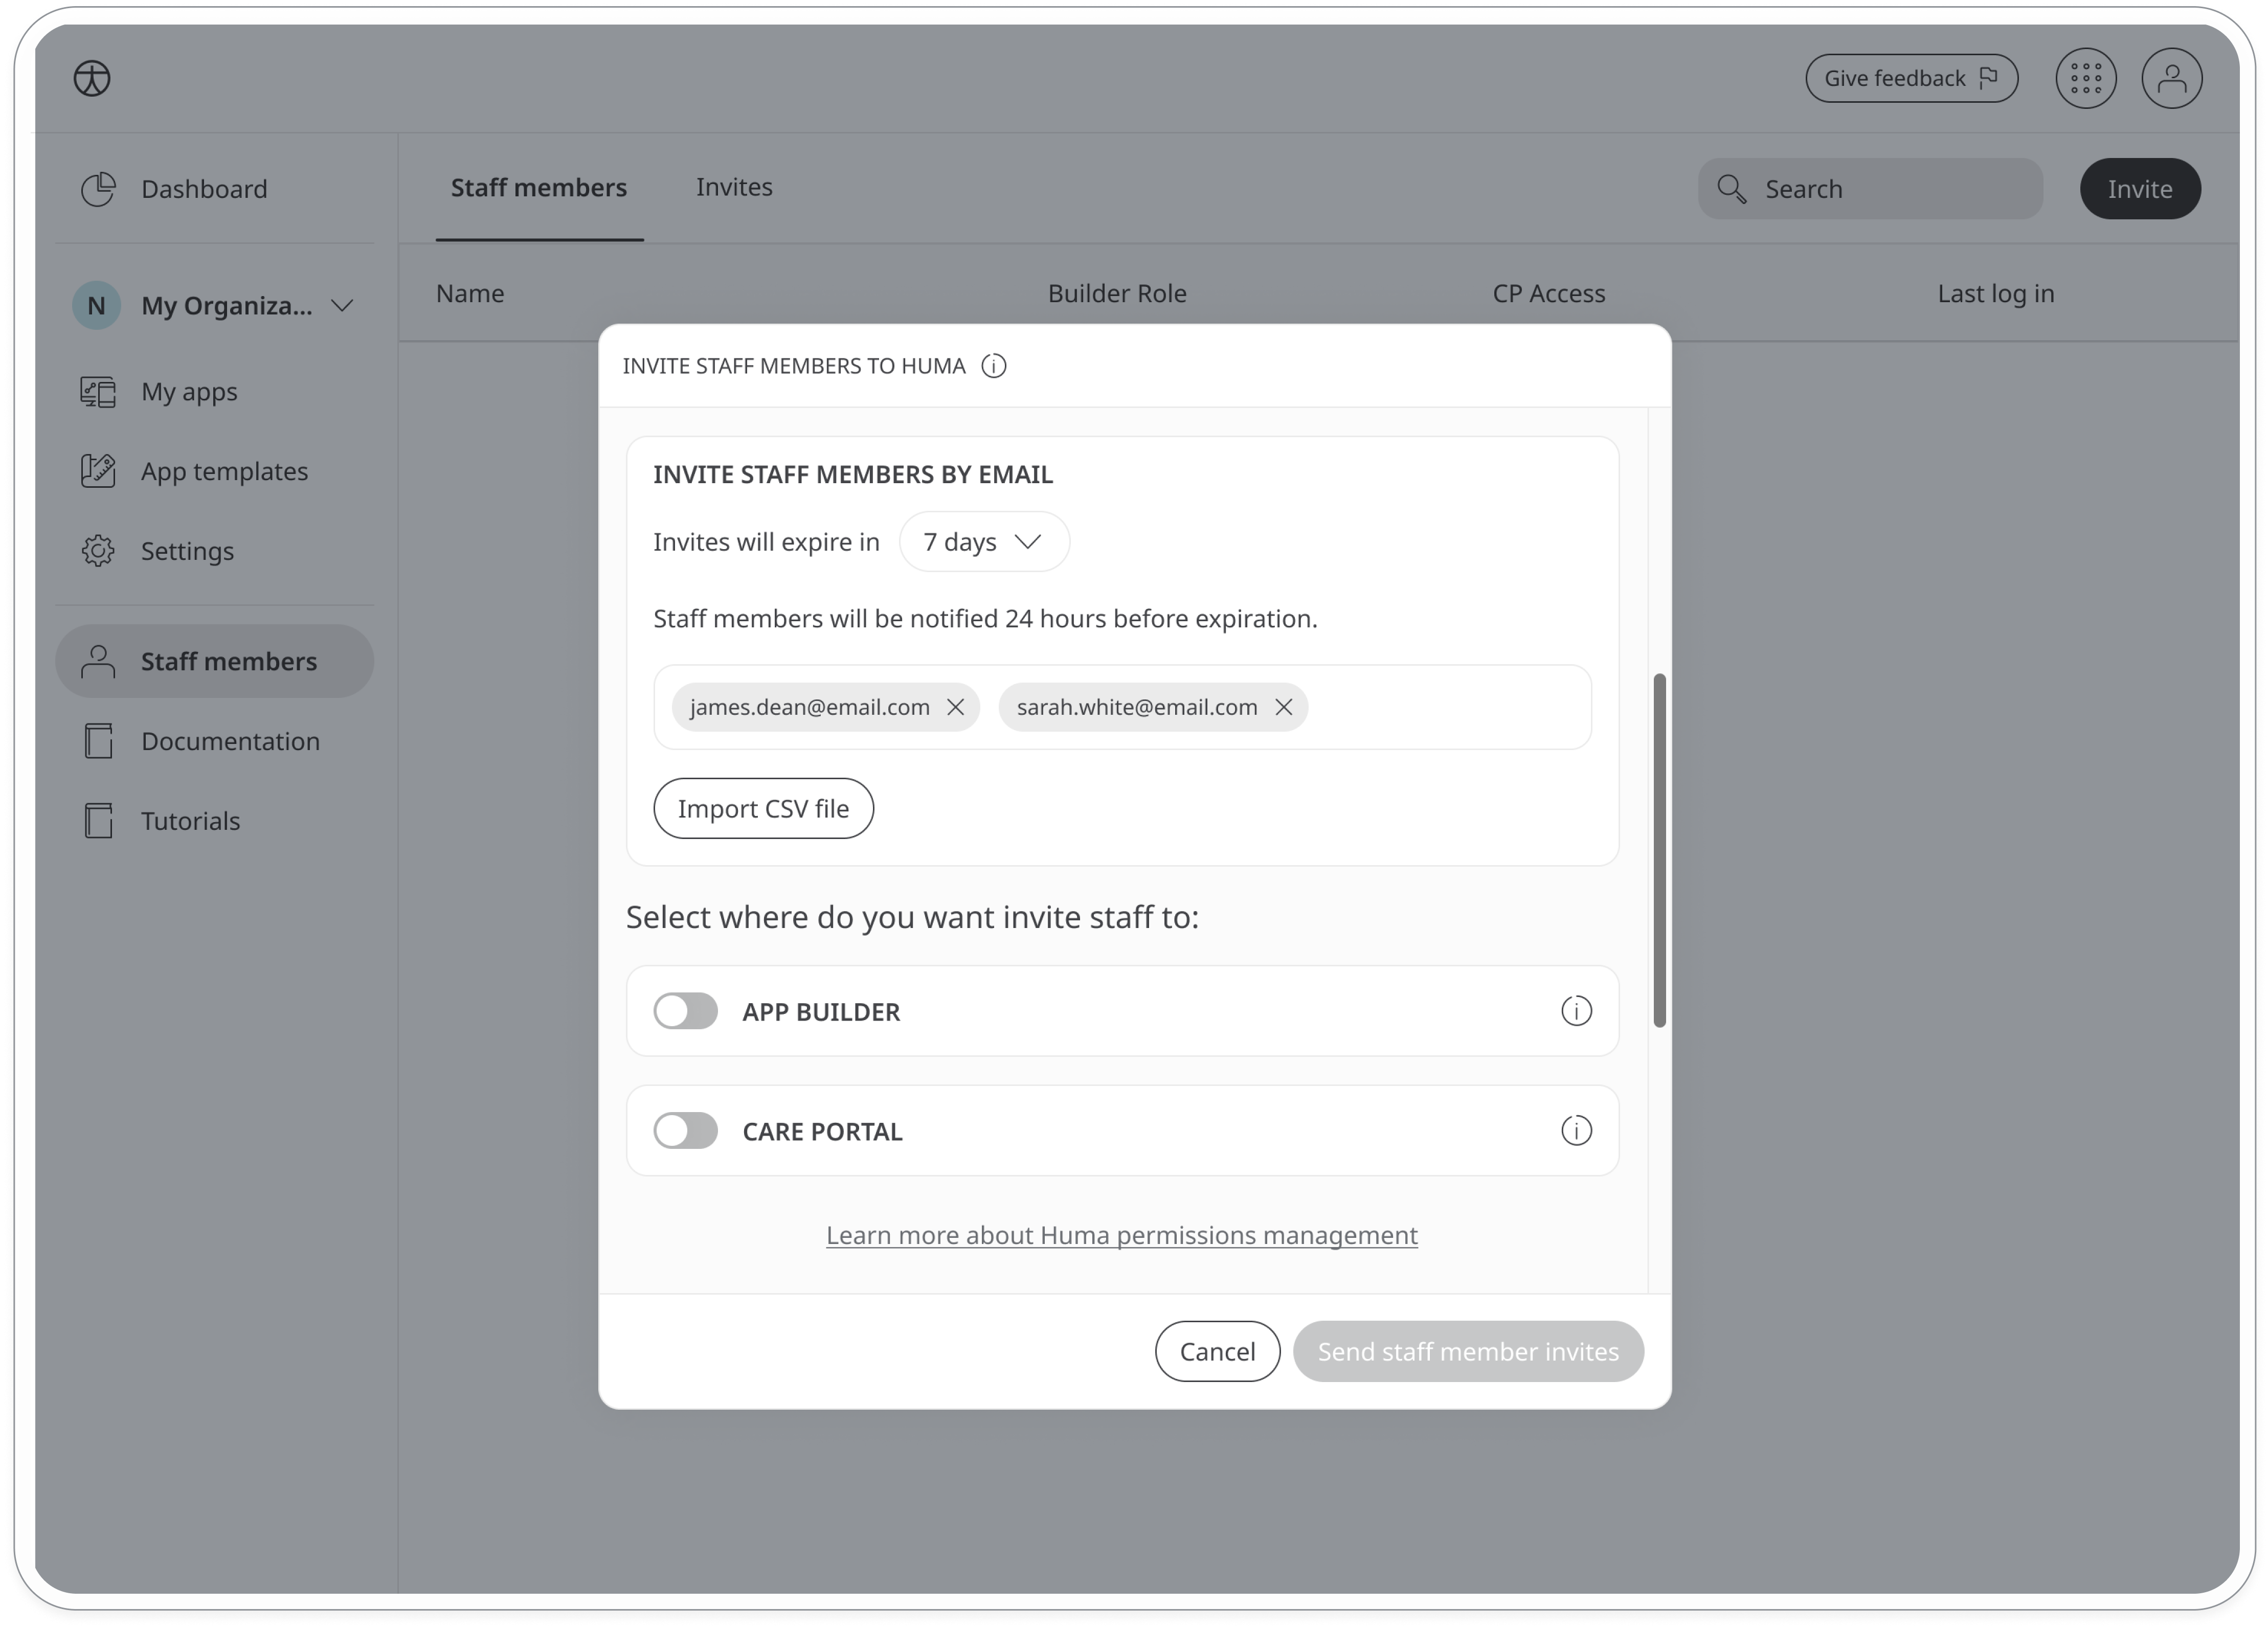 Give feedback
Dashboard
Staff members
Invites
Search
Invite
N
My Organiza...
Name
Builder Role
CP Access
Last log in
My apps
App templates
Settings
Staff members
Documentation
Tutorials
INVITE STAFF MEMBERS TO HUMA
INVITE STAFF MEMBERS BY EMAIL
Invites will expire in
7 days
Staff members will be notified 24 hours before expiration.
james.dean@email.com
sarah.white@email.com
Import CSV file
Select where do you want invite staff to:
APP BUILDER
CARE PORTAL
Learn more about Huma permissions management
Cancel
Send staff member invites